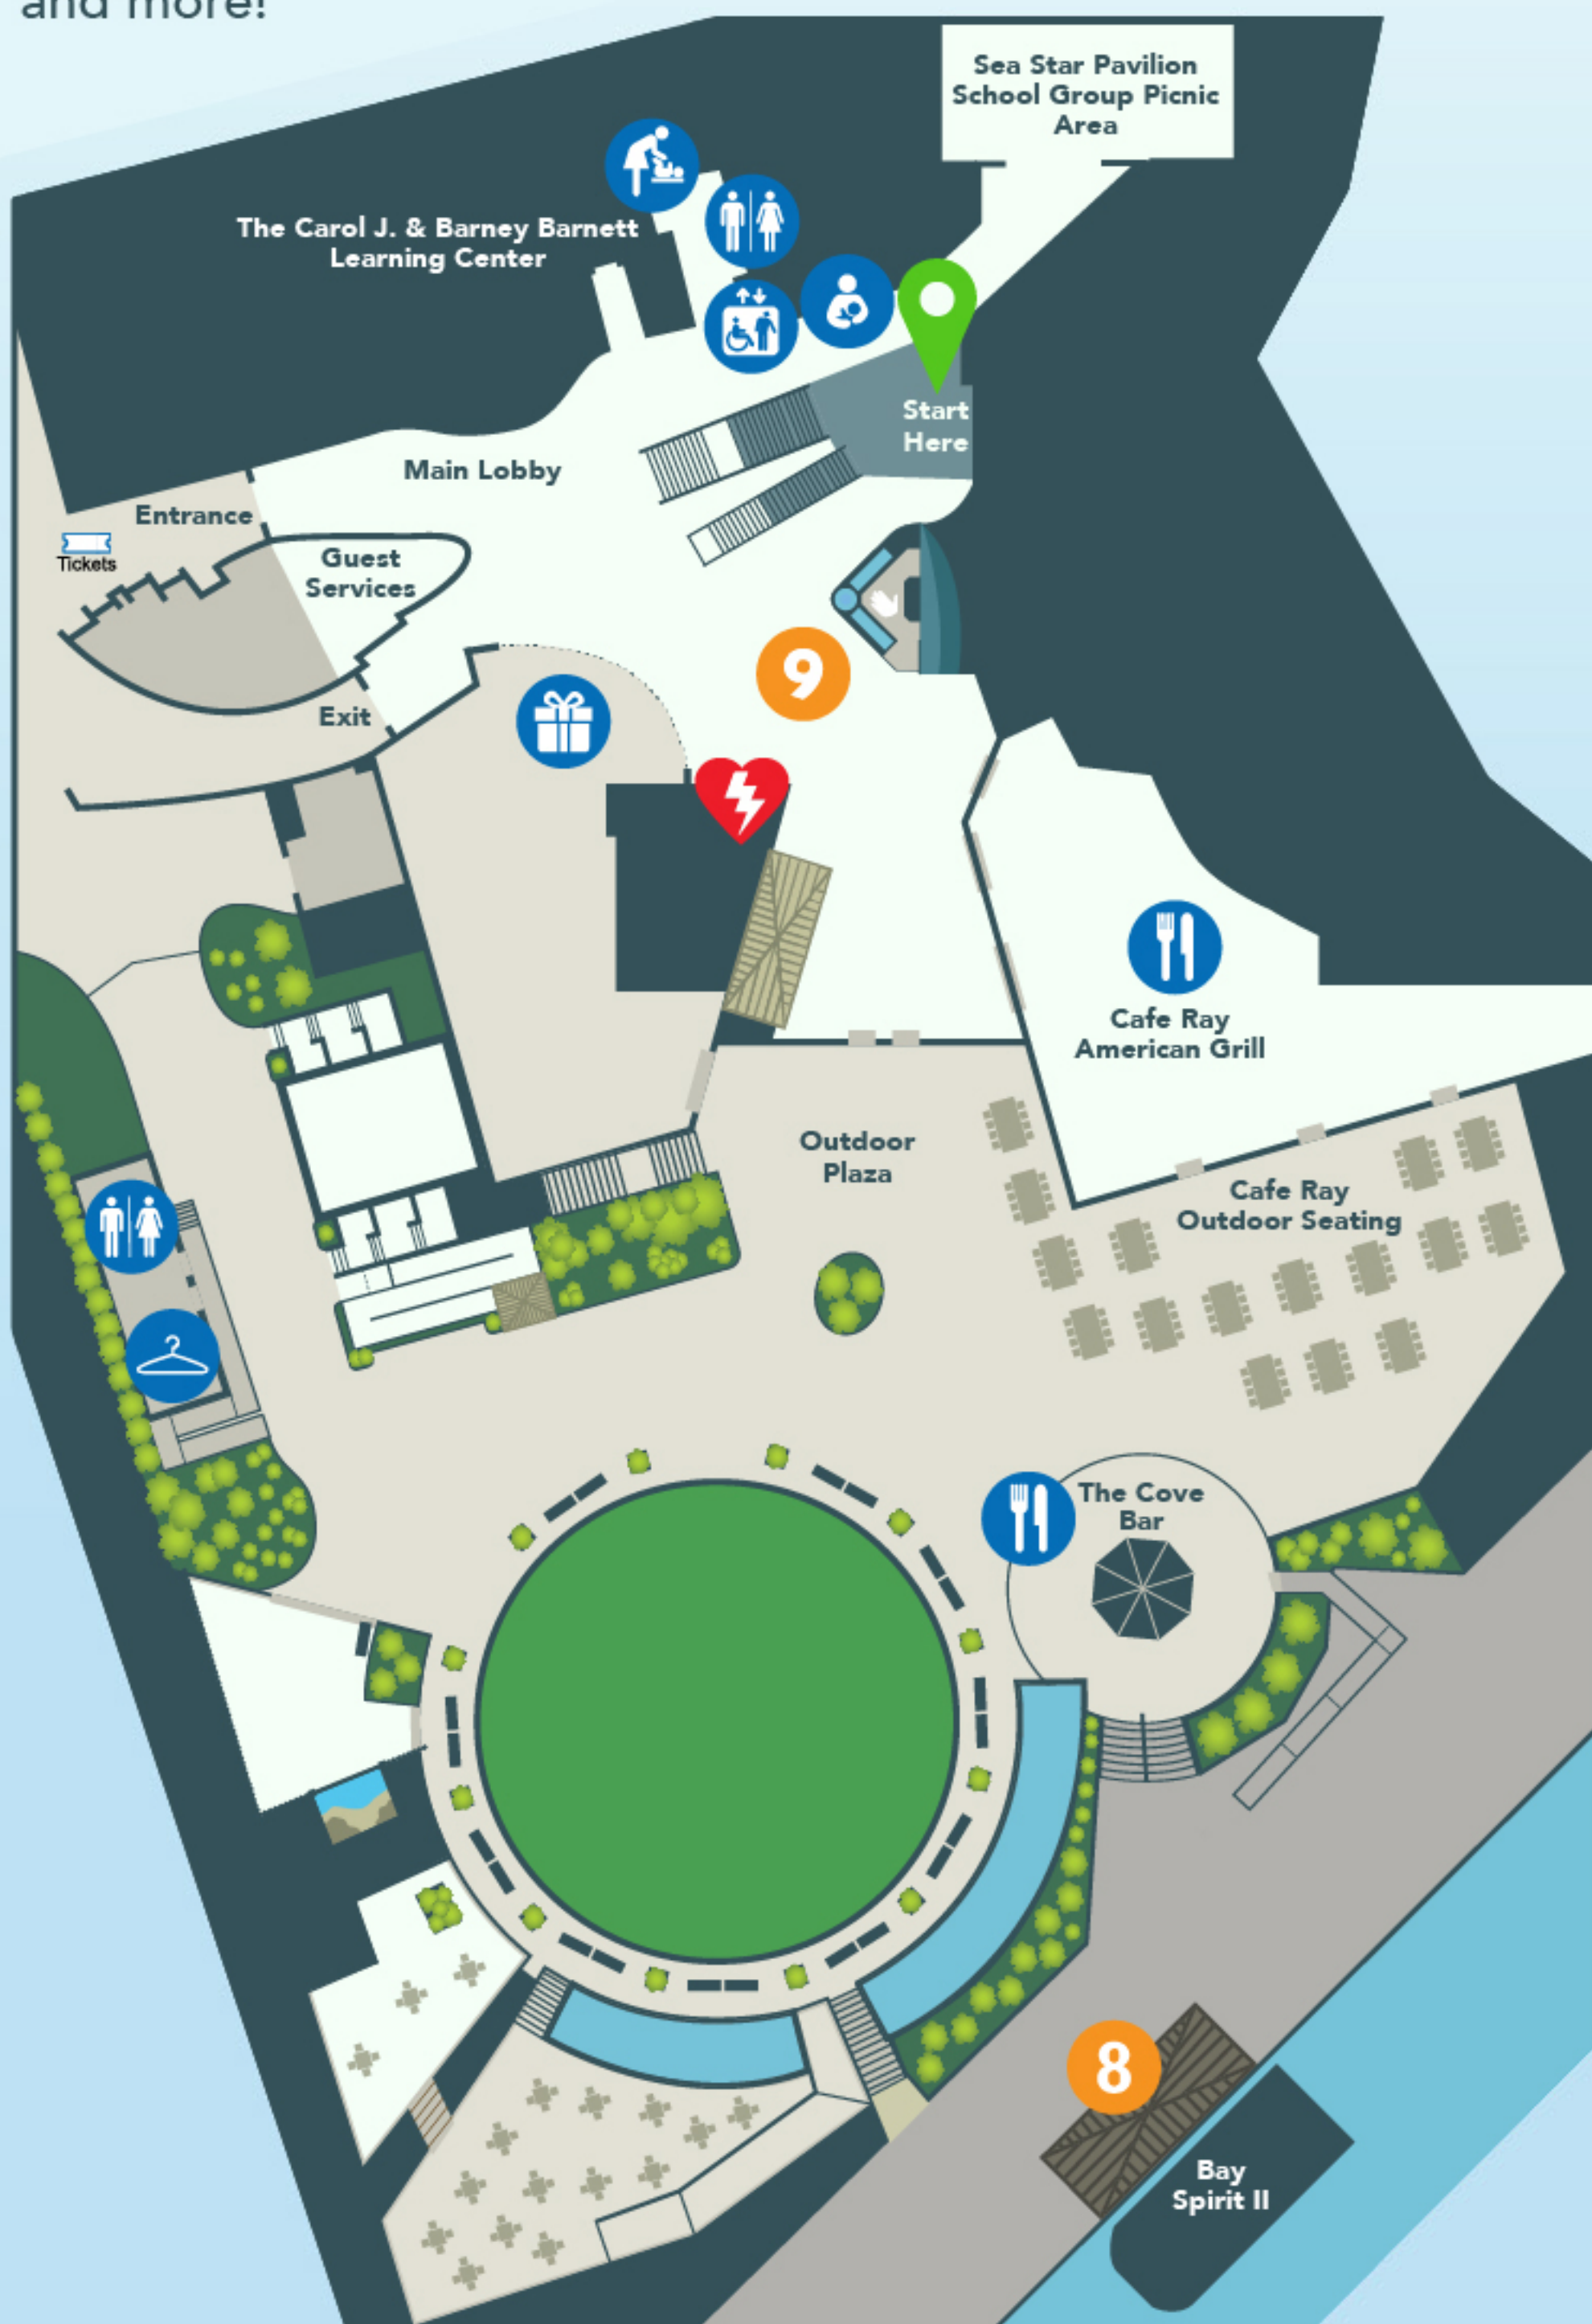 and more!
Sea Star Pavilion
School Group Picnic
Area
The Carol J. & Barney Barnett
Learning Center
Start
Here
Main Lobby
Entrance
Tickets
Guest
Services
9
Exit
Cafe Ray
American Grill
Outdoor
Plaza
Cafe Ray
Outdoor Seating
The Cove
Bar
8
Bay
Spirit II